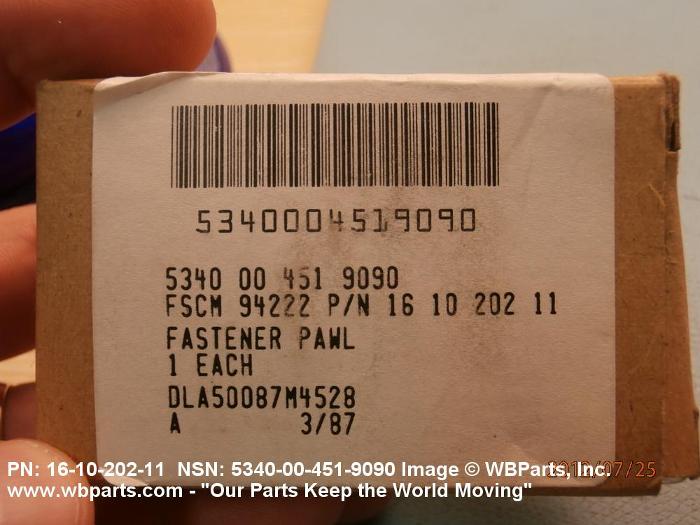 5340004519090
5340 00 451 9090
FSCM 94222 P/N 16 10 202 11
FASTENER PAWL
1 EACH
DLA50087M4528
A 3/87
PN: 16-10-202-11 NSN: 5340-00-451-9090 Image © WBParts, Inc.
www.wbparts.com - "Our Parts Keep the World Moving"